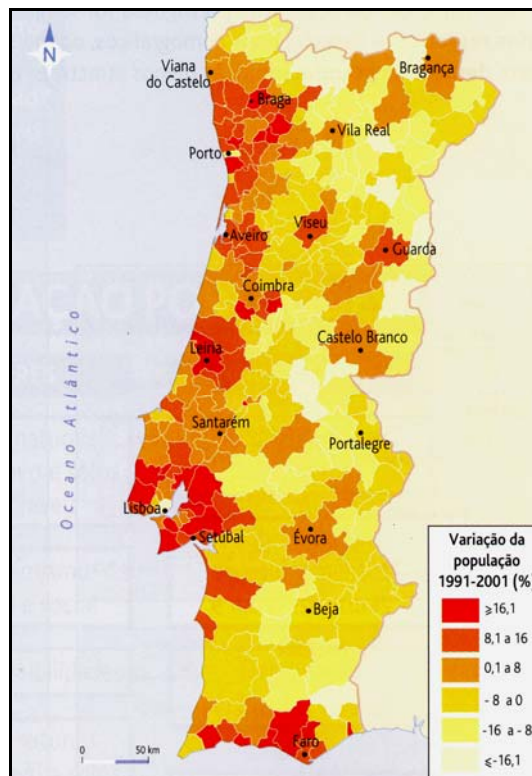 N
Viana
do Castelo
Bragança
Braga
Vila Real
Porto
Viseu
Aveiro
Guarda
Coimbra
Castelo Branco
Leiria
Santarém
Portalegre
Lisboa
Setúbal
Évora
Beja
Faro
Oceano Atlântico
0 50 km
Variação da
população
1991-2001 (%)
≥16,1
8,1 a 16
0,1 a 8
- 8 a 0
-16 a - 8
≤-16,1